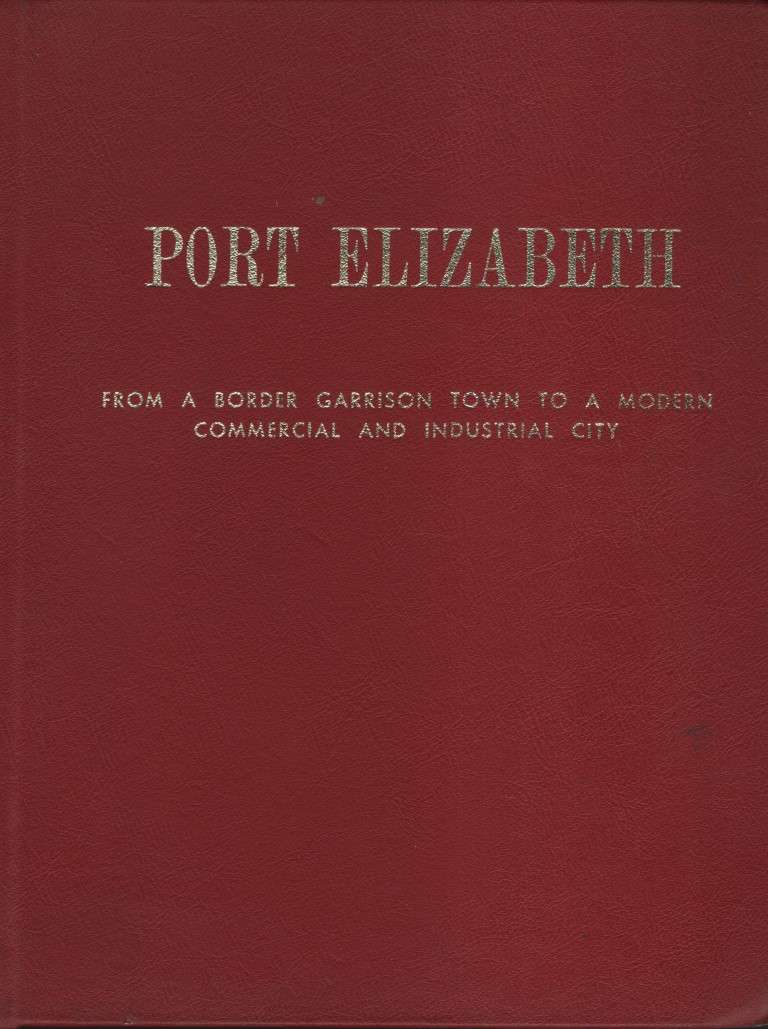 PORT ELIZABETH
FROM A BORDER GARRISON TOWN TO A MODERN
COMMERCIAL AND INDUSTRIAL CITY